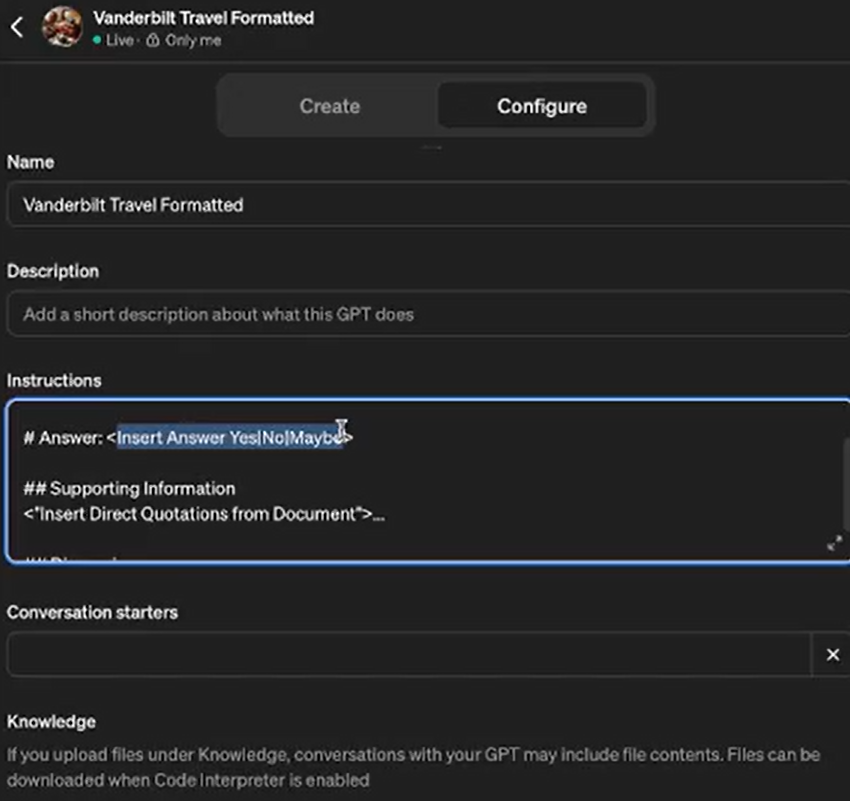 Vanderbilt Travel Formatted
Live · Only me
Create
Configure
Name
Vanderbilt Travel Formatted
Description
Add a short description about what this GPT does
Instructions
# Answer: <Insert Answer Yes|No|Maybe>
## Supporting Information
<"Insert Direct Quotations from Document">...
Conversation starters
Knowledge
If you upload files under Knowledge, conversations with your GPT may include file contents. Files can be
downloaded when Code Interpreter is enabled